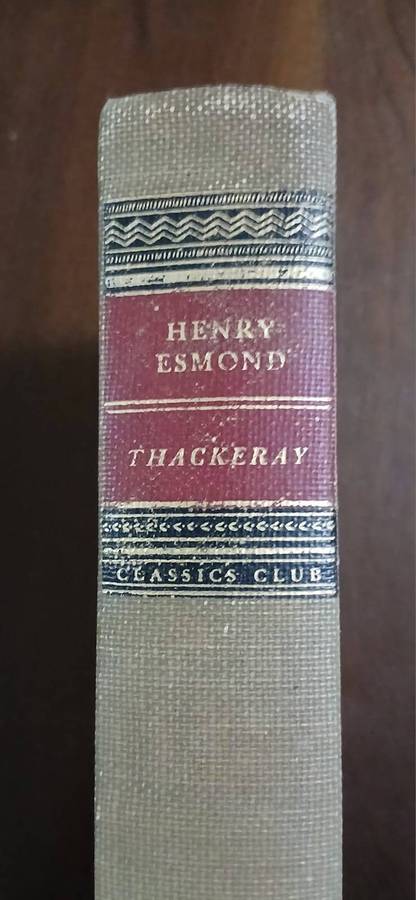 HENRY
ESMOND
THACKERAY
CLASSICS CLUB